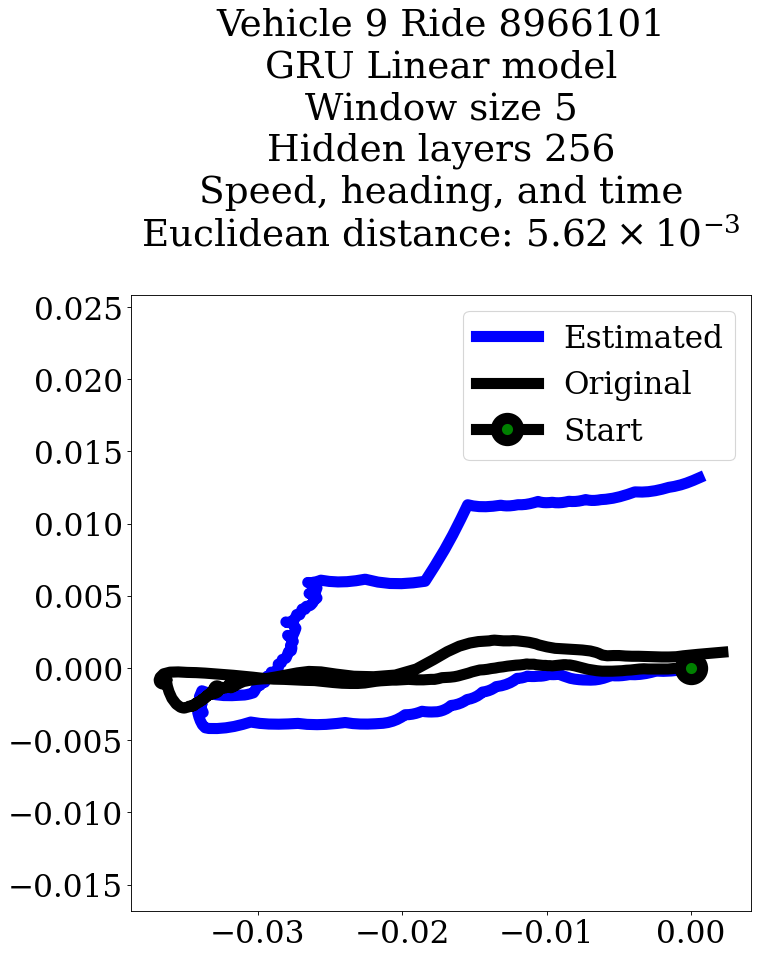 Vehicle 9 Ride 8966101
GRU Linear model
Window size 5
Hidden layers 256
Speed, heading, and time
Euclidean distance: 5.62 × 10⁻³
Estimated
Original
Start
0.025
0.020
0.015
0.010
0.005
0.000
−0.005
−0.010
−0.015
−0.03 −0.02 −0.01 0.00